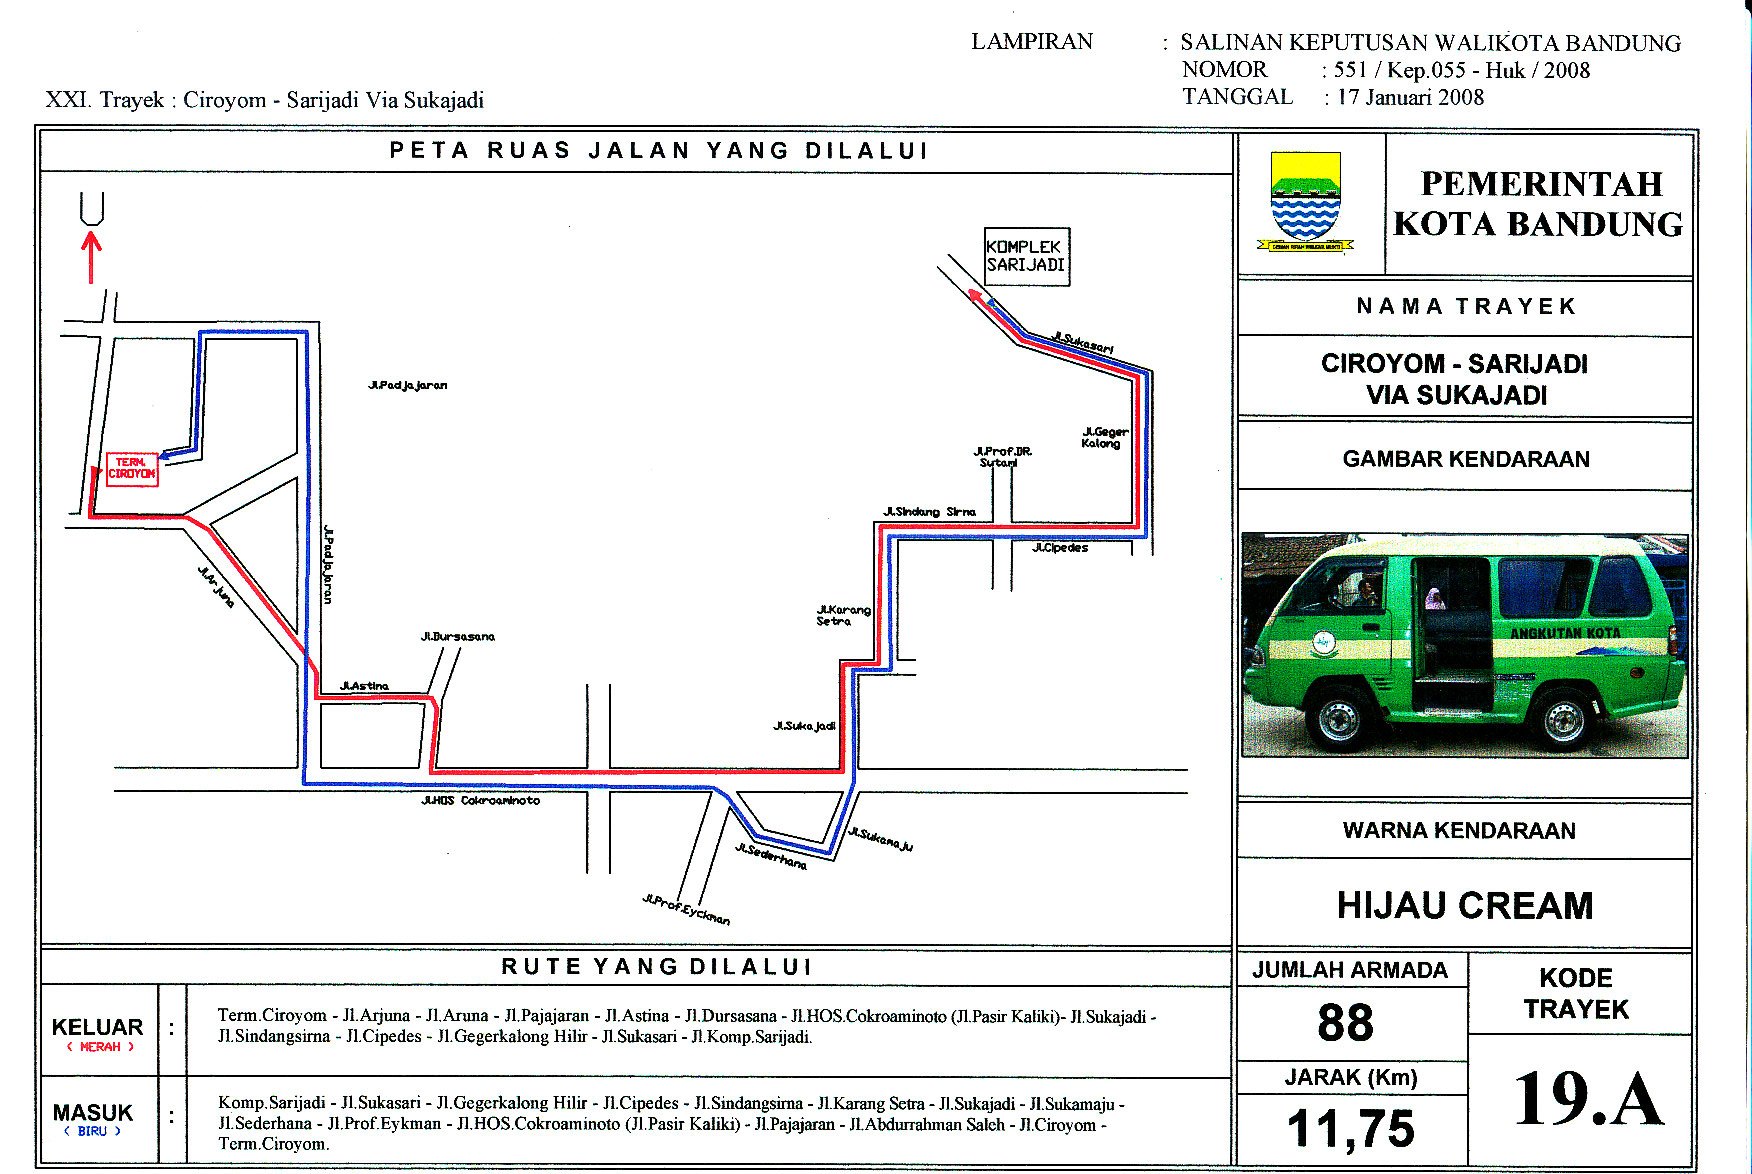 LAMPIRAN : SALINAN KEPUTUSAN WALIKOTA BANDUNG
NOMOR : 551 / Kep.055 - Huk / 2008
TANGGAL : 17 Januari 2008
XXI. Trayek : Ciroyom - Sarijadi Via Sukajadi
PETA RUAS JALAN YANG DILALUI
U
KOMPLEK
SARIJADI
Jl.Sukasari
Jl.Padjajaran
Jl.Geger
Kalong
Jl.Prof.DR.
Sutami
TERM.
CIROYOM
Jl.Sindang Sirna
Jl.Cipedes
Jl.Padjajaran
Jl.Arjuna
Jl.Karang
Setra
Jl.Dursasana
Jl.Astina
Jl.Sukajadi
Jl.HOS Cokroaminoto
Jl.Sukamaju
Jl.Sederhana
Jl.Prof.Eyckman
PEMERINTAH
KOTA BANDUNG
NAMA TRAYEK
CIROYOM - SARIJADI
VIA SUKAJADI
GAMBAR KENDARAAN
ANGKUTAN KOTA
WARNA KENDARAAN
HIJAU CREAM
JUMLAH ARMADA
88
JARAK (Km)
11,75
KODE
TRAYEK
19.A
RUTE YANG DILALUI
KELUAR :
( MERAH )
Term.Ciroyom - Jl.Arjuna - Jl.Aruna - Jl.Pajajaran - Jl.Astina - Jl.Dursasana - Jl.HOS.Cokroaminoto (Jl.Pasir Kaliki)- Jl.Sukajadi -
Jl.Sindangsirna - Jl.Cipedes - Jl.Gegerkalong Hilir - Jl.Sukasari - Jl.Komp.Sarijadi.
MASUK :
( BIRU )
Komp.Sarijadi - Jl.Sukasari - Jl.Gegerkalong Hilir - Jl.Cipedes - Jl.Sindangsirna - Jl.Karang Setra - Jl.Sukajadi - Jl.Sukamaju -
Jl.Sederhana - Jl.Prof.Eykman - Jl.HOS.Cokroaminoto (Jl.Pasir Kaliki) - Jl.Pajajaran - Jl.Abdurrahman Saleh - Jl.Ciroyom -
Term.Ciroyom.